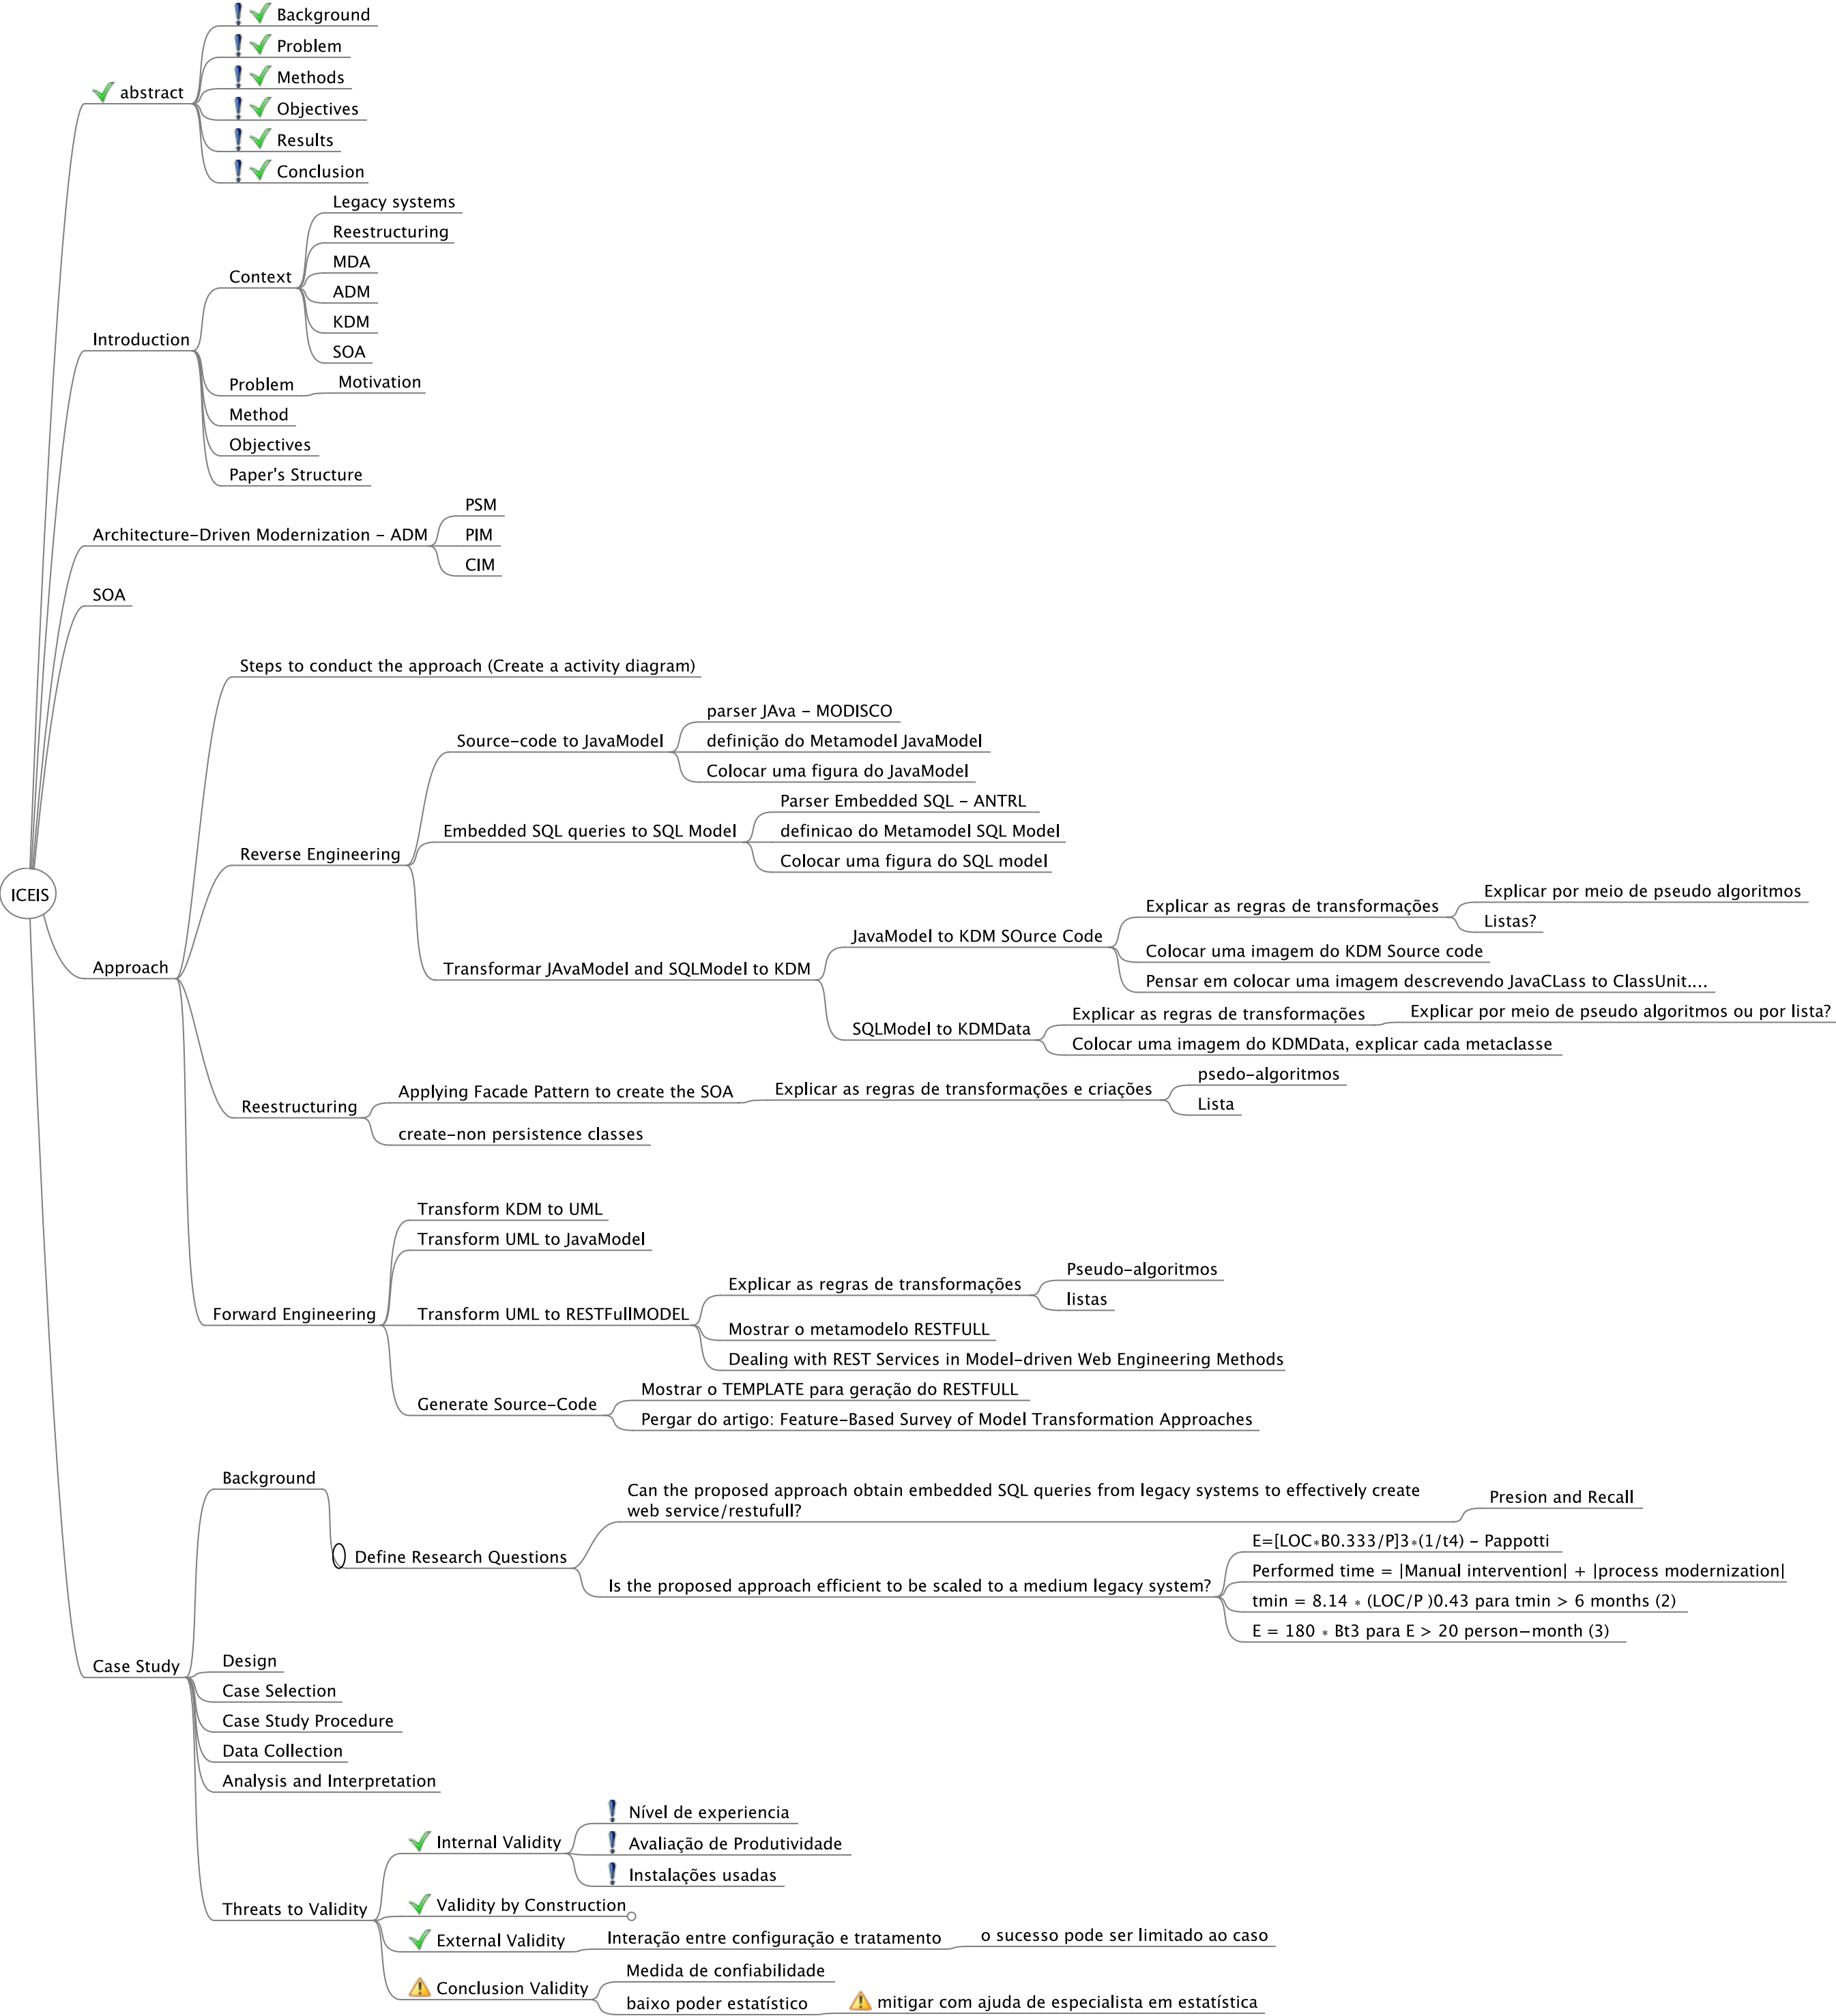 Background
Problem
Methods
abstract
Objectives
Results
Conclusion
Legacy systems
Reestructuring
MDA
Context
ADM
KDM
SOA
Introduction
Problem
Motivation
Method
Objectives
Paper's Structure
PSM
Architecture-Driven Modernization - ADM
PIM
CIM
SOA
Steps to conduct the approach (Create a activity diagram)
parser JAva - MODISCO
Source-code to JavaModel
definição do Metamodel JavaModel
Colocar uma figura do JavaModel
Parser Embedded SQL - ANTRL
Embedded SQL queries to SQL Model
definicao do Metamodel SQL Model
Colocar uma figura do SQL model
Reverse Engineering
ICEIS
Explicar por meio de pseudo algoritmos
Explicar as regras de transformações
Listas?
JavaModel to KDM SOurce Code
Colocar uma imagem do KDM Source code
Pensar em colocar uma imagem descrevendo JavaCLass to ClassUnit....
Approach
Transformar JAvaModel and SQLModel to KDM
Explicar as regras de transformações
Explicar por meio de pseudo algoritmos ou por lista?
SQLModel to KDMData
Colocar uma imagem do KDMData, explicar cada metaclasse
psedo-algoritmos
Applying Facade Pattern to create the SOA
Explicar as regras de transformações e criações
Lista
Reestructuring
create-non persistence classes
Transform KDM to UML
Transform UML to JavaModel
Pseudo-algoritmos
Explicar as regras de transformações
listas
Forward Engineering
Transform UML to RESTFullMODEL
Mostrar o metamodelo RESTFULL
Dealing with REST Services in Model-driven Web Engineering Methods
Mostrar o TEMPLATE para geração do RESTFULL
Generate Source-Code
Pergar do artigo: Feature-Based Survey of Model Transformation Approaches
Background
Can the proposed approach obtain embedded SQL queries from legacy systems to effectively create
web service/restufull?
Presion and Recall
Define Research Questions
E=[LOC*B0.333/P]3*(1/t4) - Pappotti
Performed time = |Manual intervention| + |process modernization|
Is the proposed approach efficient to be scaled to a medium legacy system?
tmin = 8.14 * (LOC/P )0.43 para tmin > 6 months (2)
E = 180 * Bt3 para E > 20 person-month (3)
Case Study
Design
Case Selection
Case Study Procedure
Data Collection
Analysis and Interpretation
Nível de experiencia
Internal Validity
Avaliação de Produtividade
Instalações usadas
Threats to Validity
Validity by Construction
External Validity
Interação entre configuração e tratamento
o sucesso pode ser limitado ao caso
Medida de confiabilidade
Conclusion Validity
baixo poder estatístico
mitigar com ajuda de especialista em estatística